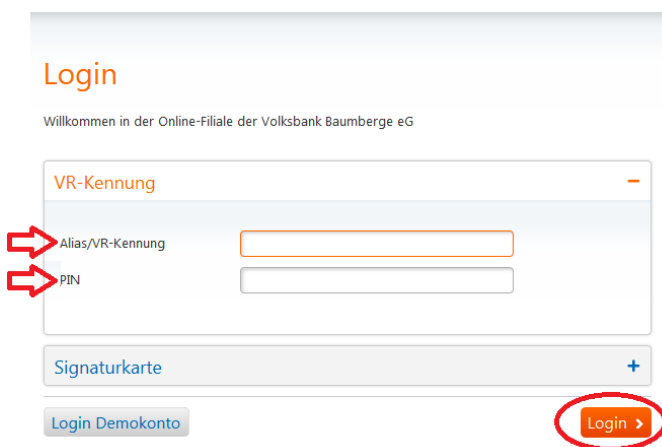 Login
Willkommen in der Online-Filiale der Volksbank Baumberge eG
VR-Kennung
Alias/VR-Kennung
PIN
Signaturkarte
Login Demokonto
Login